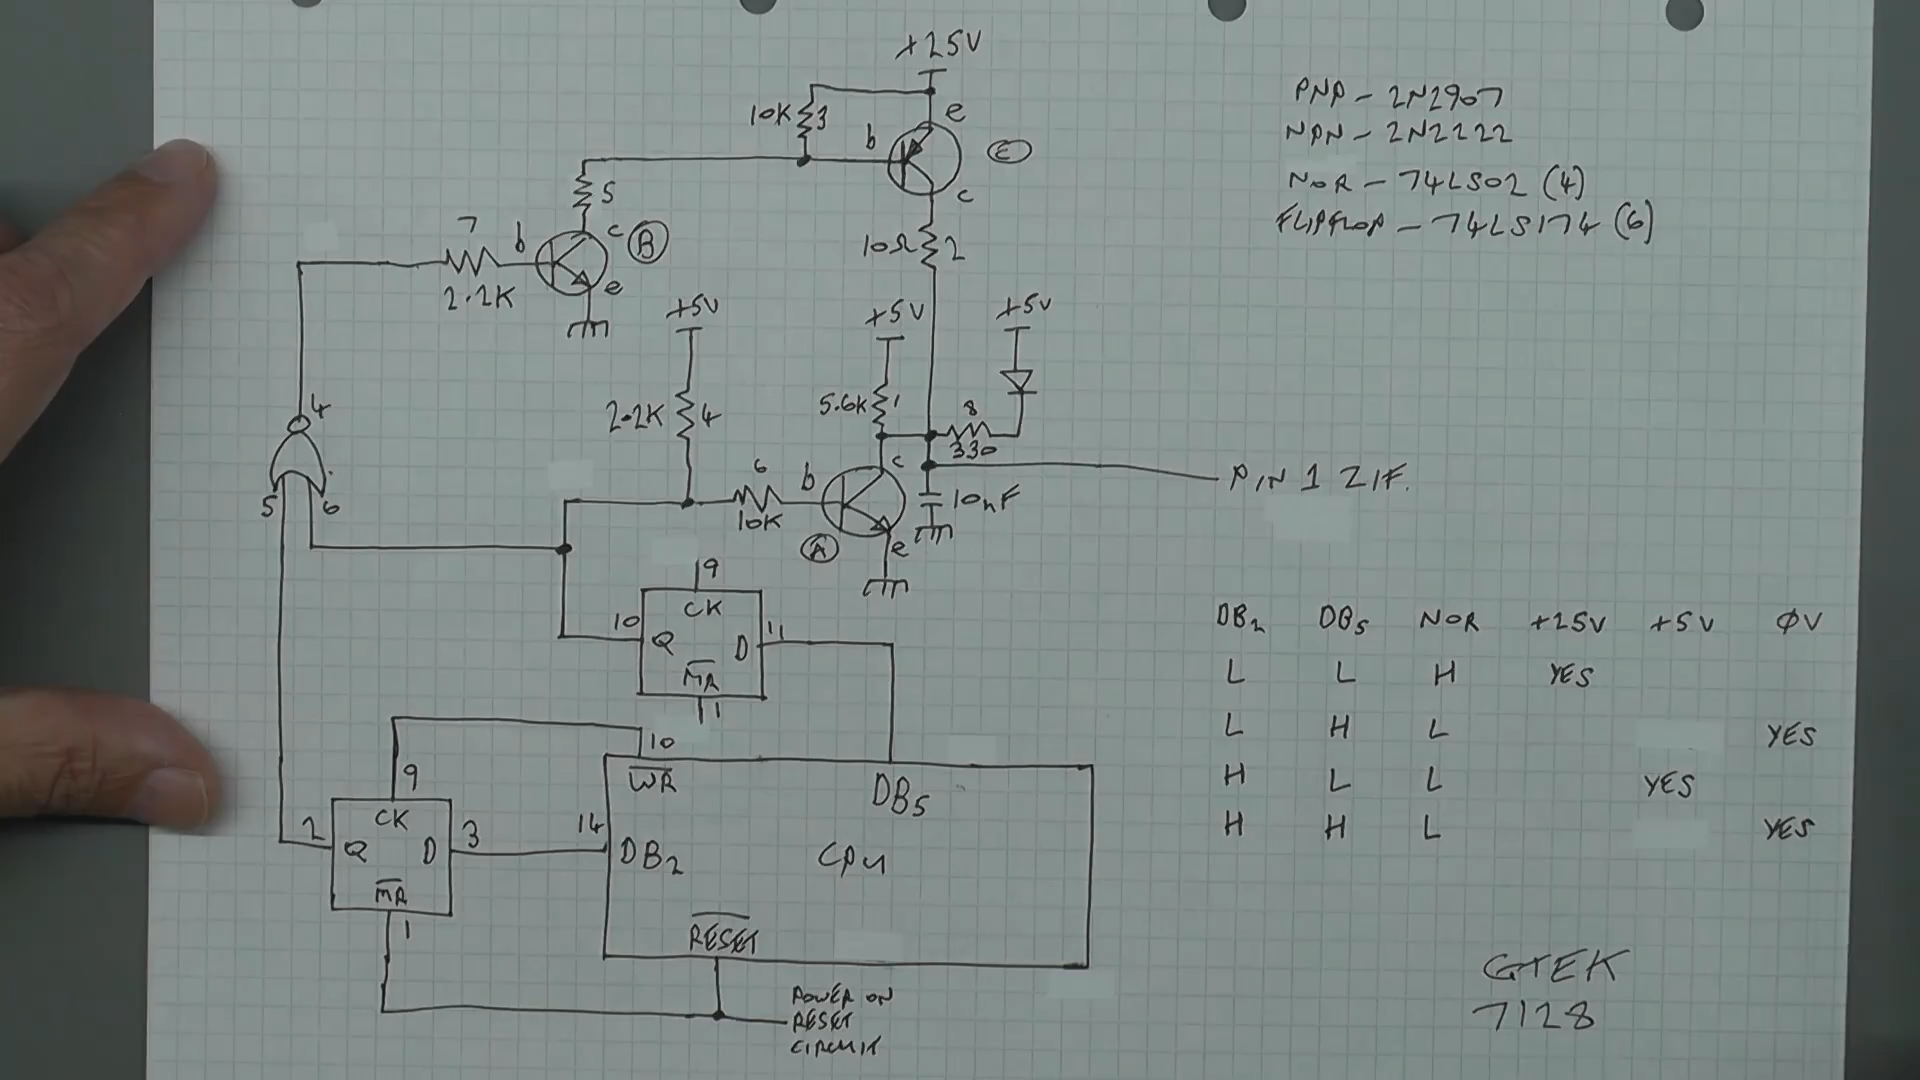 +25V
10K 3
b
e
Ⓔ
c
5
7
b
c
Ⓑ
2.2K
e
10Ω 2
+5V
+5V
+5V
2.2K 4
5.6K 1
8
330
4
5
6
6
10K
b
c
Ⓐ
e
10nF
PIN 1 ZIF.
9
CK
10
Q
D
11
MR
1
10
WR
DB5
9
CK
2
Q
D
3
MR
1
14
DB2
CPU
RESET
POWER ON
RESET
CIRCUIT
PNP - 2N2907
NPN - 2N2222
NOR - 74LS02 (4)
FLIPFLOP - 74LS174 (6)
DB2 DB5 NOR +25V +5V ØV
L L H YES
L H L YES
H L L YES
H H L YES
GTEK
7128